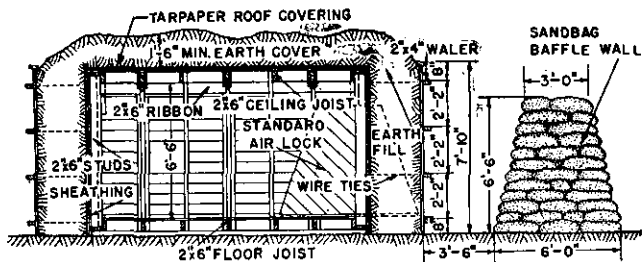 TARPAPER ROOF COVERING
1'-6" MIN. EARTH COVER
2"x4" WALER
SANDBAG
BAFFLE WALL
3'-0"
2"x6" RIBBON
2"x6" CEILING JOIST
STANDARD
AIR LOCK
EARTH
FILL
2"x6" STUDS
SHEATHING
6'-6"
WIRE TIES
8"
2'-2"
2'-2"
2'-2"
8"
7'-10"
6'-6"
2"x6" FLOOR JOIST
3'-6"
6'-0"